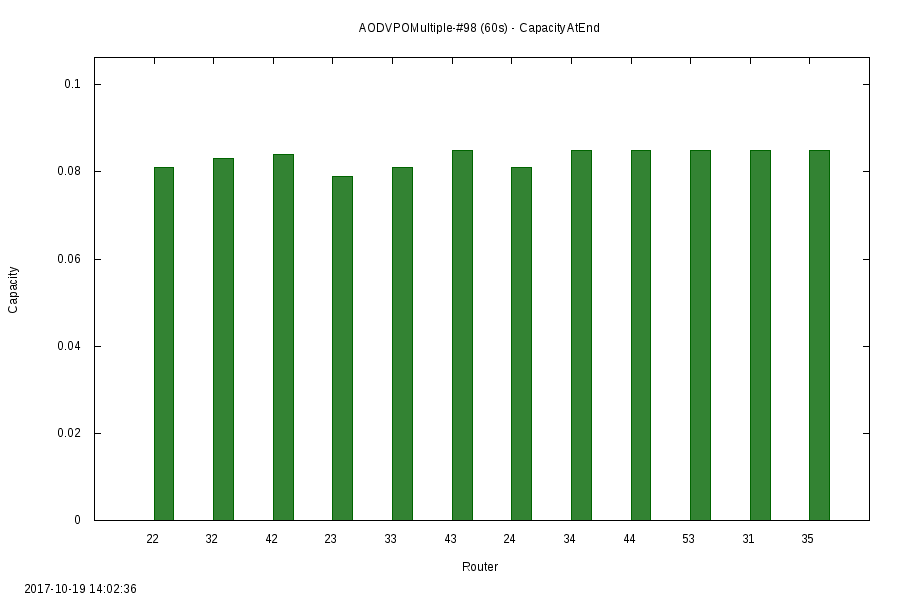 AODVPOMultiple-#98 (60s) - CapacityAtEnd
0.1
0.08
0.06
0.04
0.02
0
Capacity
22 32 42 23 33 43 24 34 44 53 31 35
Router
2017-10-19 14:02:36